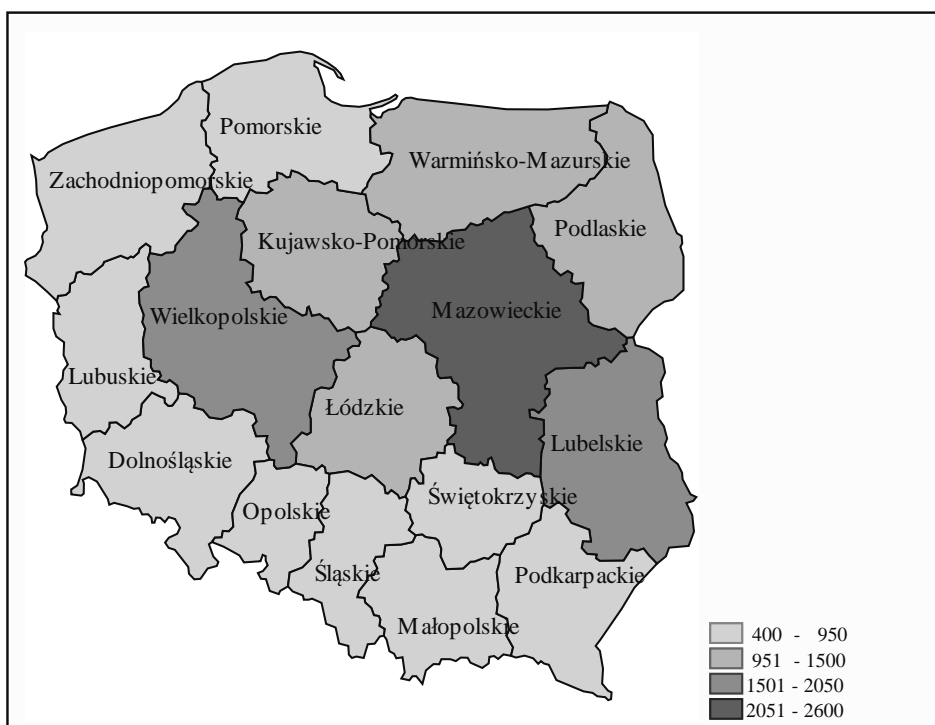 Pomorskie
Warmińsko-Mazurskie
Zachodniopomorskie
Podlaskie
Kujawsko-Pomorskie
Mazowieckie
Wielkopolskie
Lubuskie
Łódzkie
Lubelskie
Dolnośląskie
Świętokrzyskie
Opolskie
Śląskie
Podkarpackie
Małopolskie
400 - 950
951 - 1500
1501 - 2050
2051 - 2600